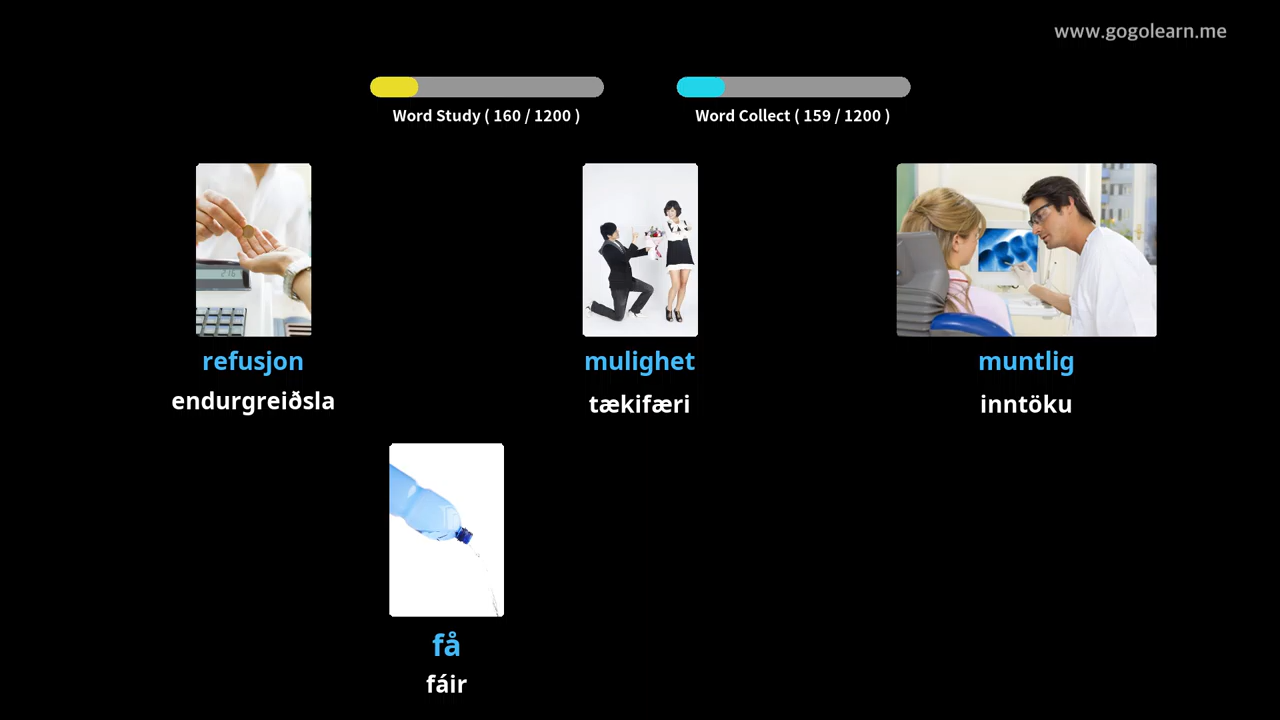 www.gogolearn.me
Word Study ( 160 / 1200 )
Word Collect ( 159 / 1200 )
refusjon
endurgreiðsla
mulighet
tækifæri
muntlig
inntöku
få
fáir